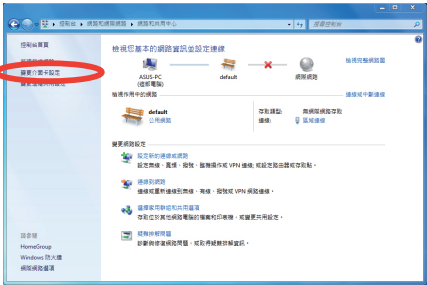 控制台 ▸ 網路和網際網路 ▸ 網路和共用中心
搜尋控制台
控制台首頁
變更介面卡設定
檢視您基本的網路資訊並設定連線
檢視完整網路圖
ASUS-PC
(這部電腦)
default
網際網路
檢視作用中的網路
連線或中斷連線
default
公用網路
存取類型:
無網際網路存取
連線:
區域連線
變更網路設定
設定新的連線或網路
設定無線、寬頻、撥號、臨機操作或 VPN 連線; 或設定路由器或存取點。
連線到網路
連線或重新連線到無線、有線、撥號或 VPN 網路連線。
選擇家用群組和共用選項
存取位於其他網路電腦的檔案和印表機，或變更共用設定。
疑難排解問題
診斷與修復網路問題，或取得疑難排解資訊。
請參閱
HomeGroup
Windows 防火牆
網際網路選項